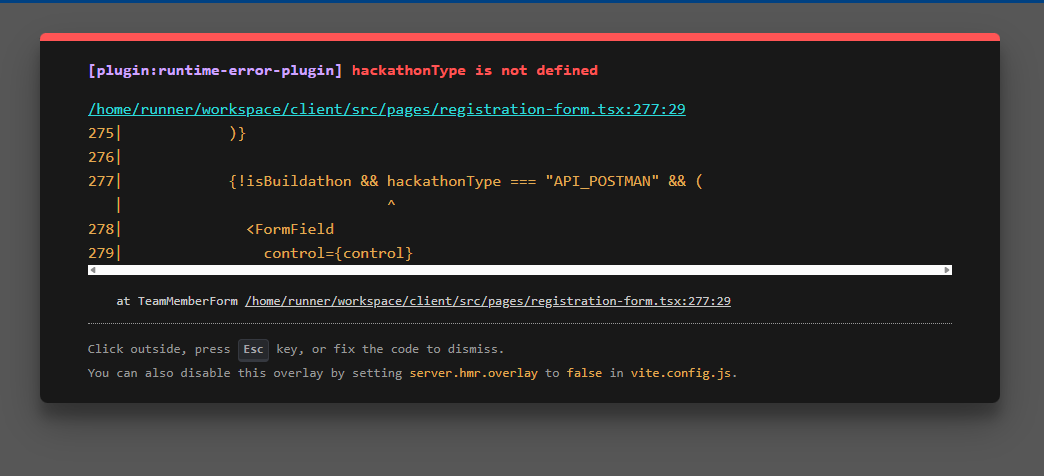 [plugin:runtime-error-plugin] hackathonType is not defined
/home/runner/workspace/client/src/pages/registration-form.tsx:277:29
275|            )}
276|
277|            {!isBuildathon && hackathonType === "API_POSTMAN" && (
   |                              ^
278|              <FormField
279|                control={control}
at TeamMemberForm /home/runner/workspace/client/src/pages/registration-form.tsx:277:29
Click outside, press Esc key, or fix the code to dismiss.
You can also disable this overlay by setting server.hmr.overlay to false in vite.config.js.